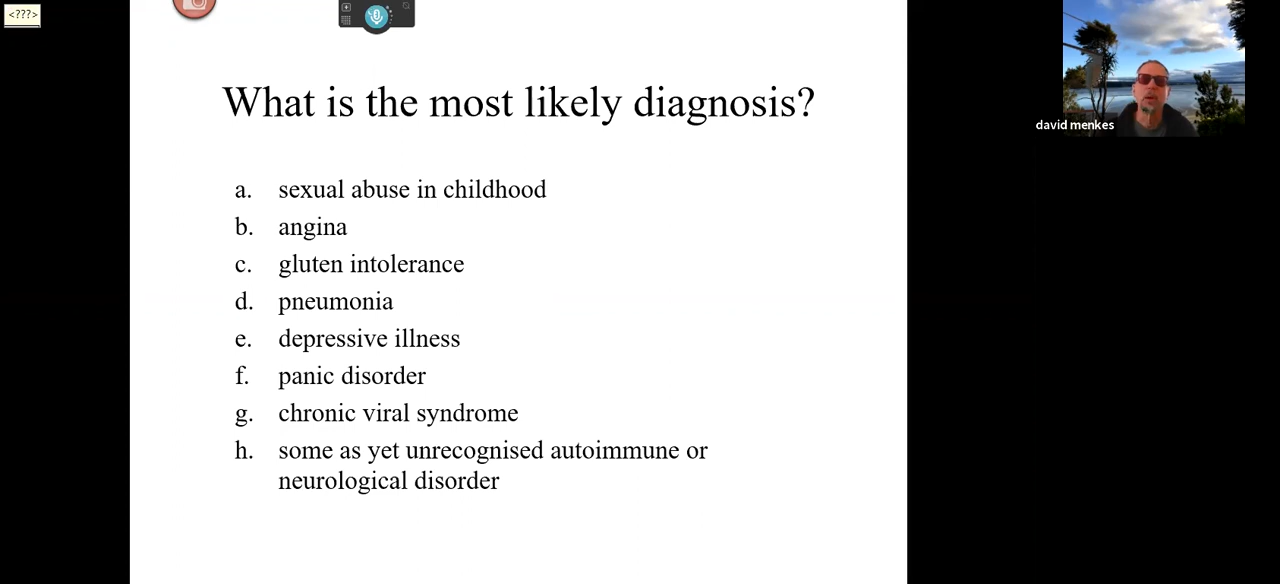 <???>
What is the most likely diagnosis?
a. sexual abuse in childhood
b. angina
c. gluten intolerance
d. pneumonia
e. depressive illness
f. panic disorder
g. chronic viral syndrome
h. some as yet unrecognised autoimmune or
neurological disorder
david menkes